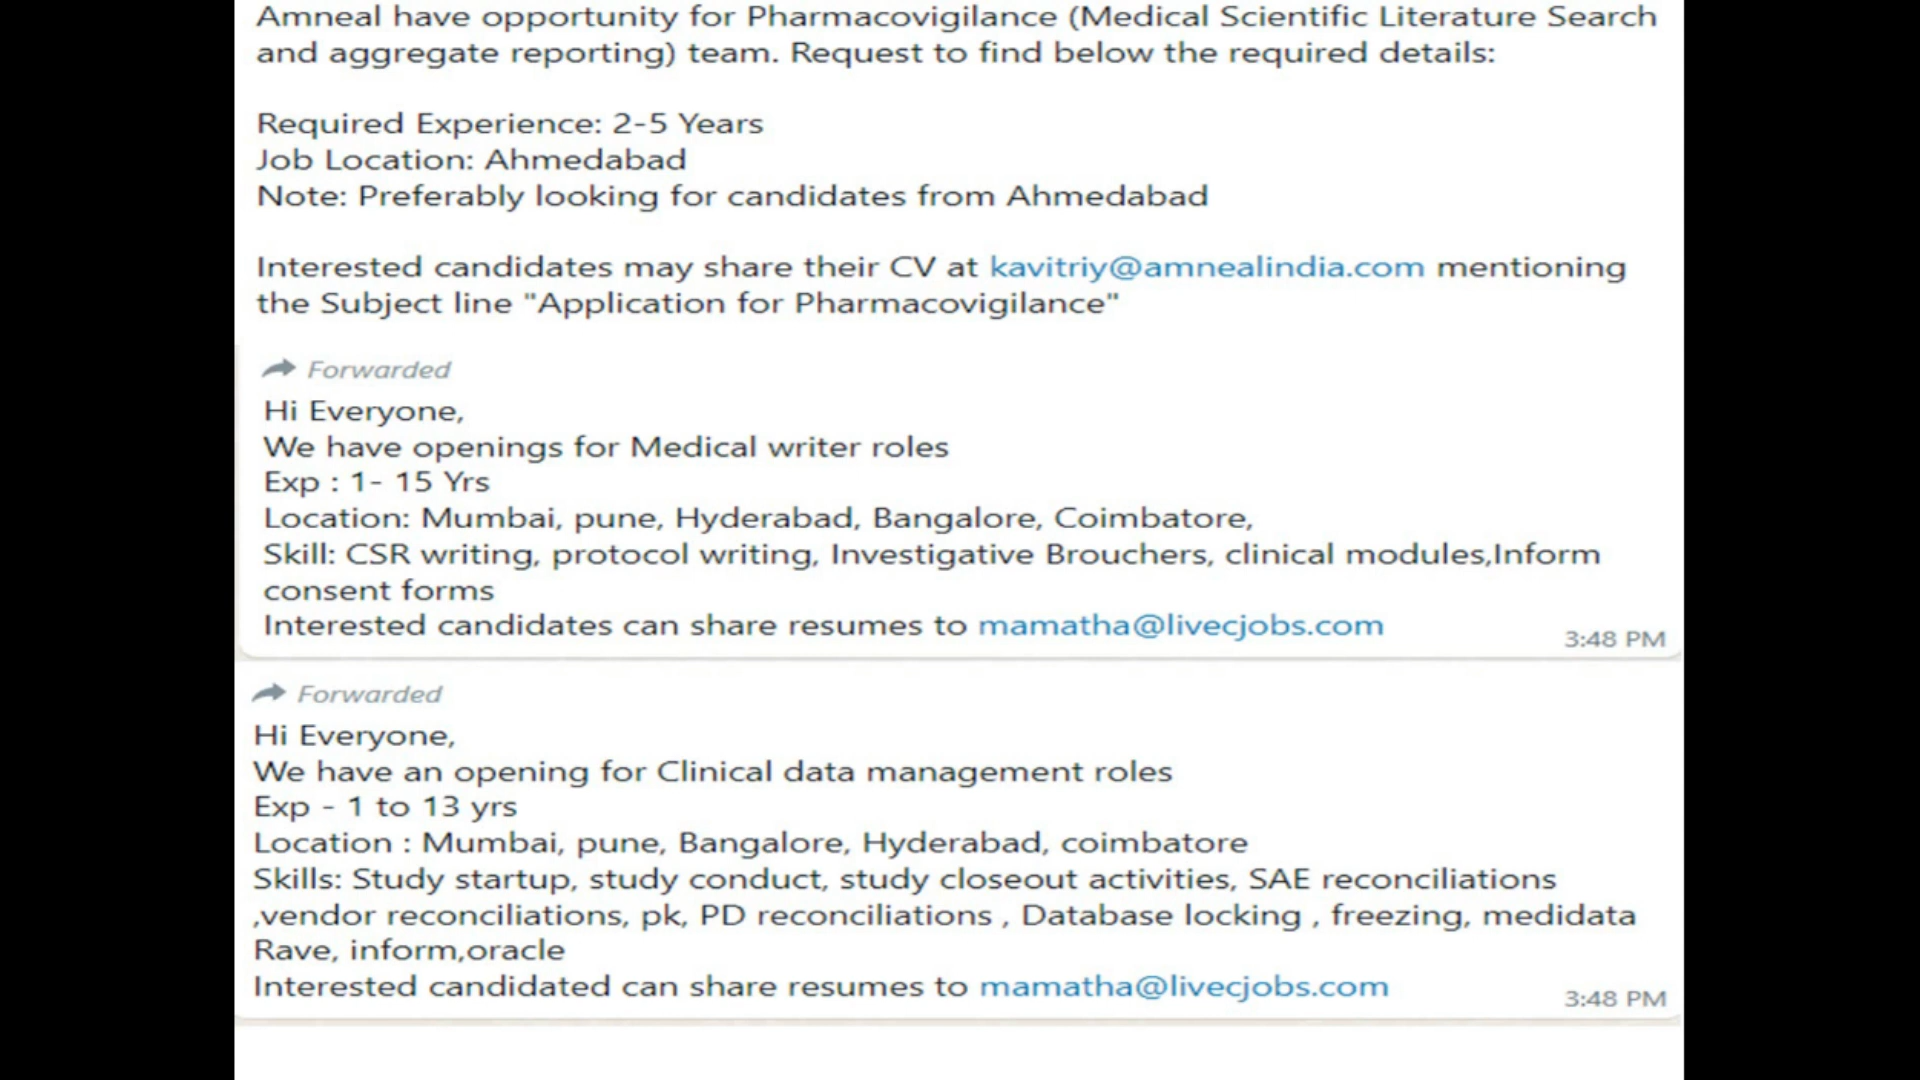 Amneal have opportunity for Pharmacovigilance (Medical Scientific Literature Search
and aggregate reporting) team. Request to find below the required details:
Required Experience: 2-5 Years
Job Location: Ahmedabad
Note: Preferably looking for candidates from Ahmedabad
Interested candidates may share their CV at kavitriy@amnealindia.com mentioning
the Subject line "Application for Pharmacovigilance"
Forwarded
Hi Everyone,
We have openings for Medical writer roles
Exp : 1- 15 Yrs
Location: Mumbai, pune, Hyderabad, Bangalore, Coimbatore,
Skill: CSR writing, protocol writing, Investigative Brouchers, clinical modules,Inform
consent forms
Interested candidates can share resumes to mamatha@livecjobs.com
3:48 PM
Forwarded
Hi Everyone,
We have an opening for Clinical data management roles
Exp - 1 to 13 yrs
Location : Mumbai, pune, Bangalore, Hyderabad, coimbatore
Skills: Study startup, study conduct, study closeout activities, SAE reconciliations
,vendor reconciliations, pk, PD reconciliations , Database locking , freezing, medidata
Rave, inform,oracle
Interested candidated can share resumes to mamatha@livecjobs.com
3:48 PM